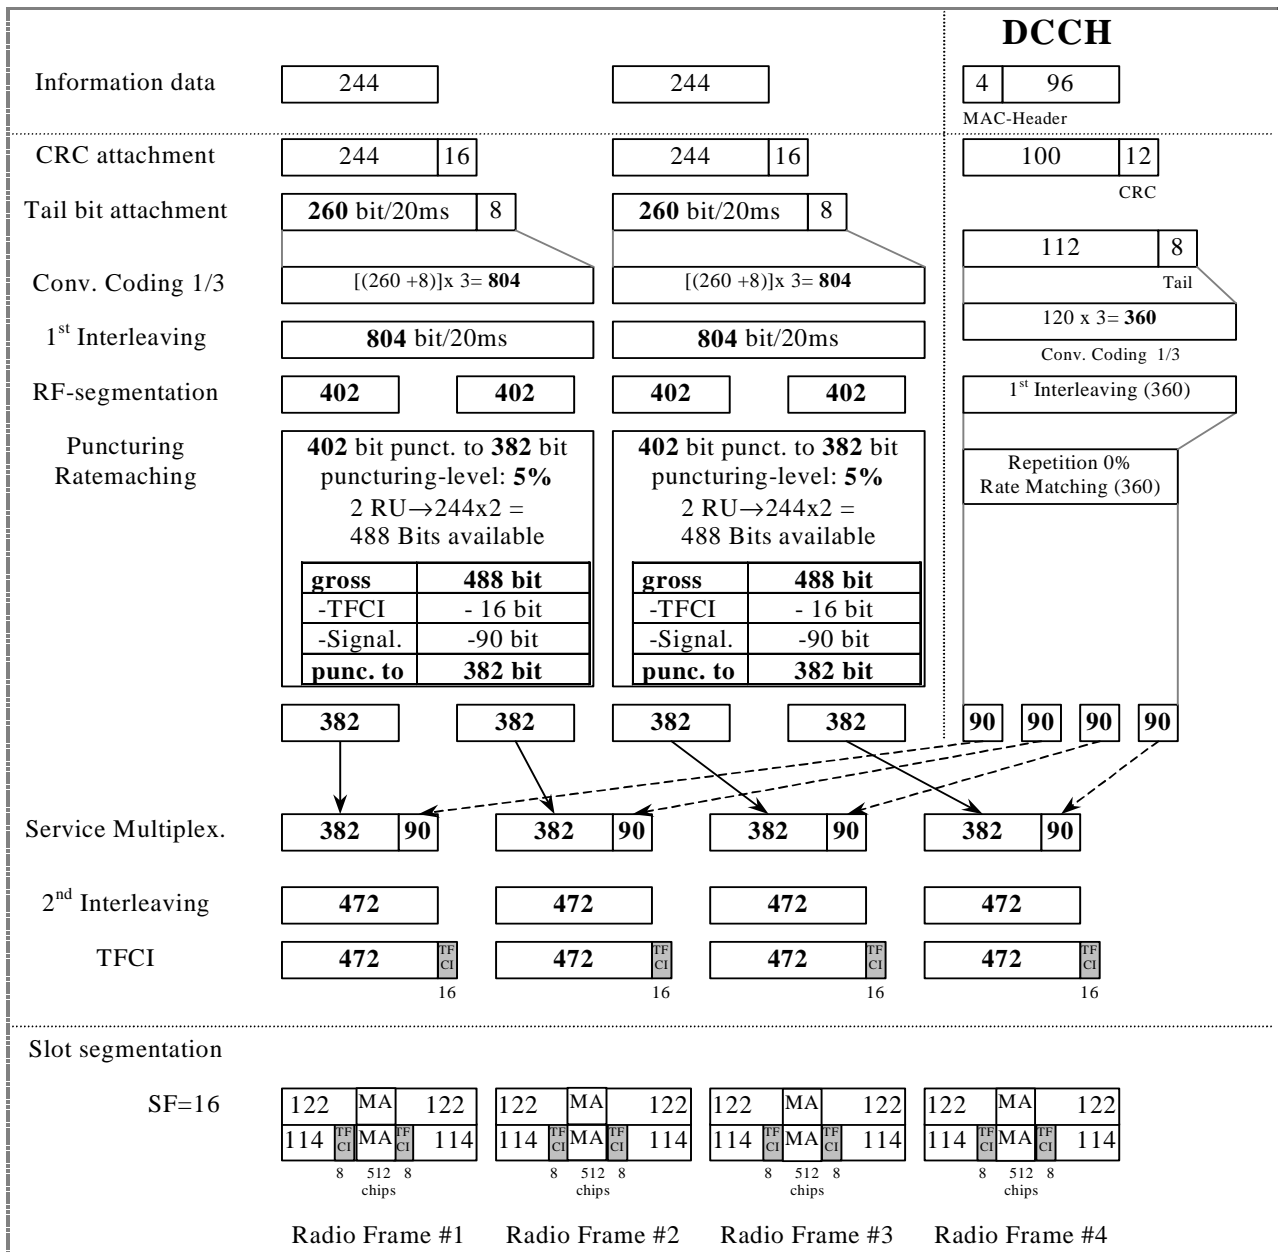 DCCH
Information data 244 244 4 96
MAC-Header
CRC attachment 244 16 244 16 100 12
CRC
Tail bit attachment 260 bit/20ms 8 260 bit/20ms 8
112 8
Tail
Conv. Coding 1/3 [(260 +8)]x 3= 804 [(260 +8)]x 3= 804
120 x 3= 360
Conv. Coding 1/3
1st Interleaving 804 bit/20ms 804 bit/20ms
RF-segmentation 402 402 402 402 1st Interleaving (360)
Puncturing 402 bit punct. to 382 bit 402 bit punct. to 382 bit
Ratemaching puncturing-level: 5% puncturing-level: 5%
Repetition 0%
Rate Matching (360)
2 RU→244x2 = 2 RU→244x2 =
488 Bits available 488 Bits available
gross 488 bit gross 488 bit
-TFCI - 16 bit -TFCI - 16 bit
-Signal. -90 bit -Signal. -90 bit
punc. to 382 bit punc. to 382 bit
382 382 382 382 90 90 90 90
Service Multiplex. 382 90 382 90 382 90 382 90
2nd Interleaving 472 472 472 472
TFCI 472 TF CI 472 TF CI 472 TF CI 472 TF CI
16 16 16 16
Slot segmentation
SF=16 122 MA 122 122 MA 122 122 MA 122 122 MA 122
114 TF CI MA TF CI 114 114 TF CI MA TF CI 114 114 TF CI MA TF CI 114 114 TF CI MA TF CI 114
8 512 8 8 512 8 8 512 8 8 512 8
chips chips chips chips
Radio Frame #1 Radio Frame #2 Radio Frame #3 Radio Frame #4